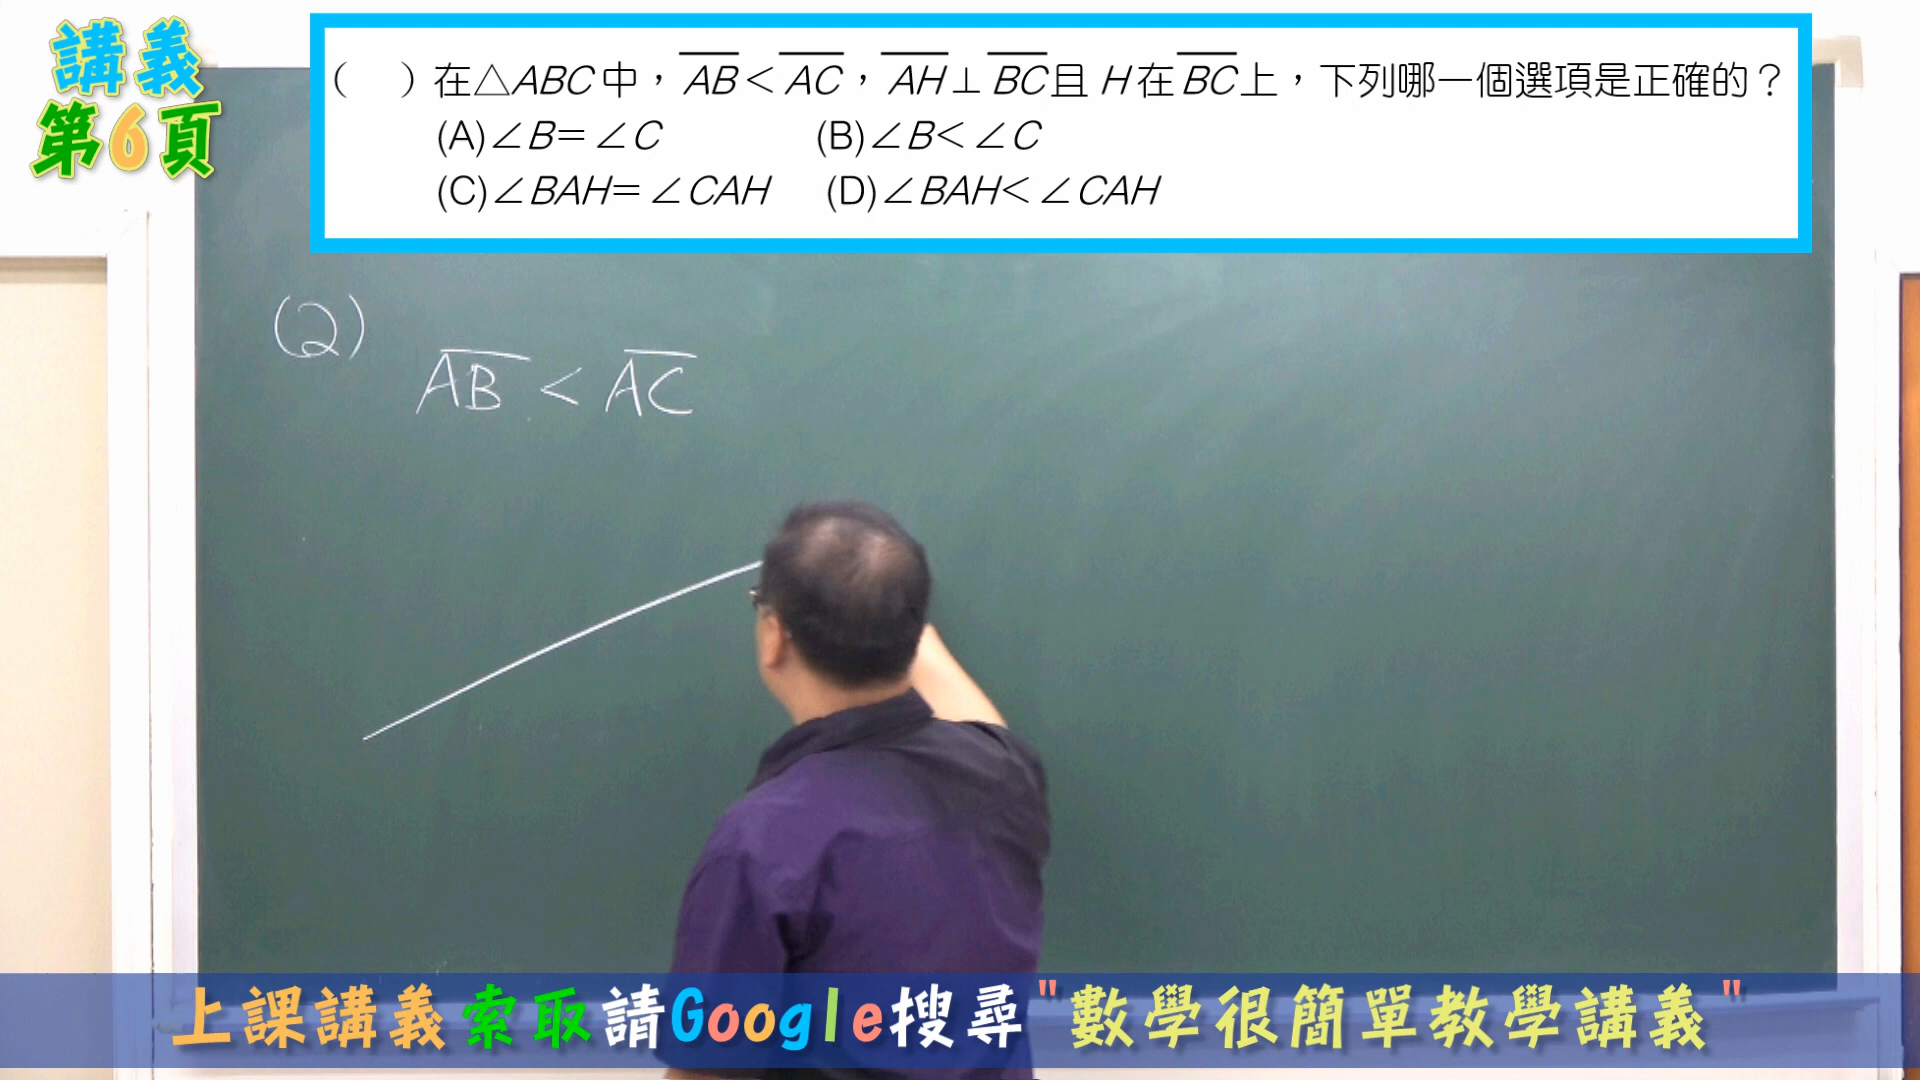 講義
第6頁
（ ）在△ABC中，AB＜AC，AH⊥BC且 H在BC上，下列哪一個選項是正確的？
(A)∠B＝∠C (B)∠B＜∠C
(C)∠BAH＝∠CAH (D)∠BAH＜∠CAH
(2)
AB < AC
上課講義索取請Google搜尋"數學很簡單教學講義"